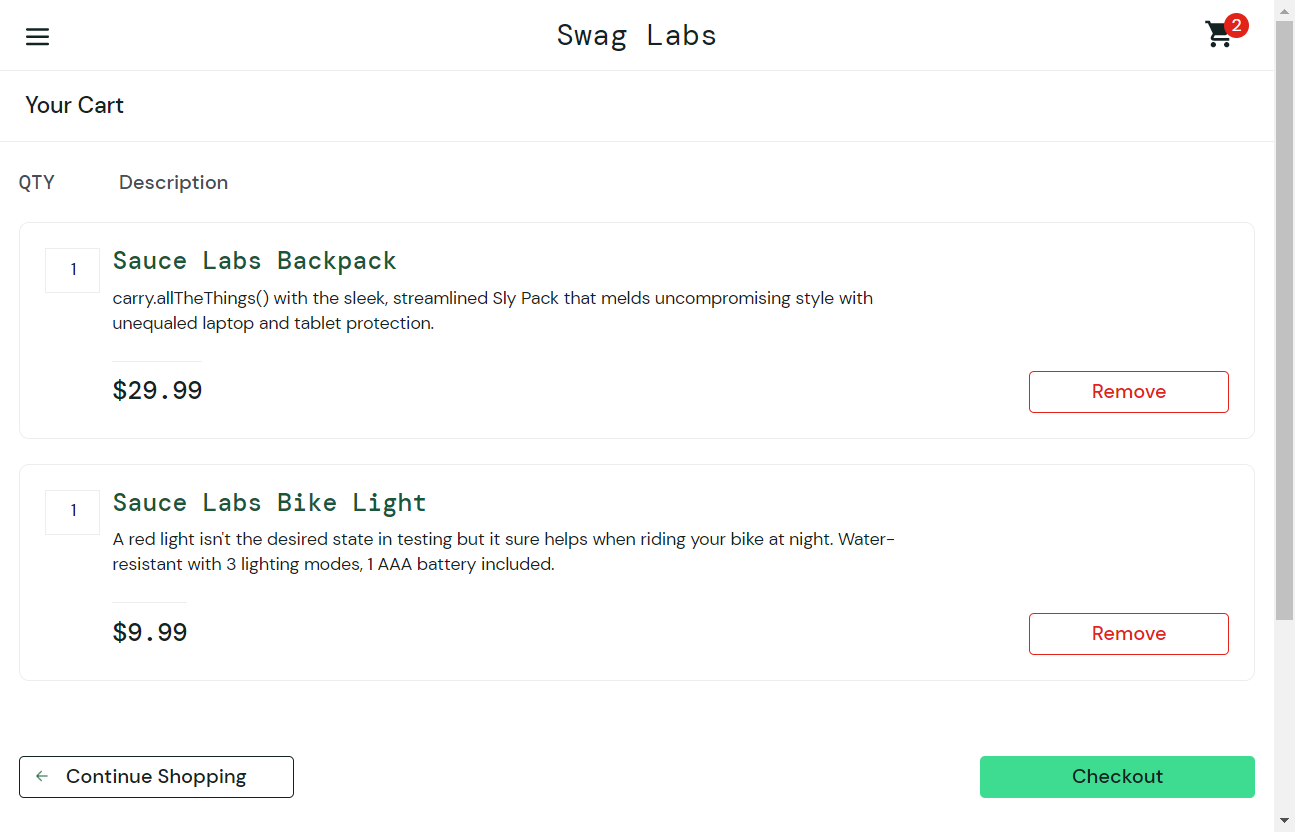 Swag Labs
2
Your Cart
QTY Description
1
Sauce Labs Backpack
carry.allTheThings() with the sleek, streamlined Sly Pack that melds uncompromising style with
unequaled laptop and tablet protection.
$29.99
Remove
1
Sauce Labs Bike Light
A red light isn't the desired state in testing but it sure helps when riding your bike at night. Water-
resistant with 3 lighting modes, 1 AAA battery included.
$9.99
Remove
Continue Shopping
Checkout